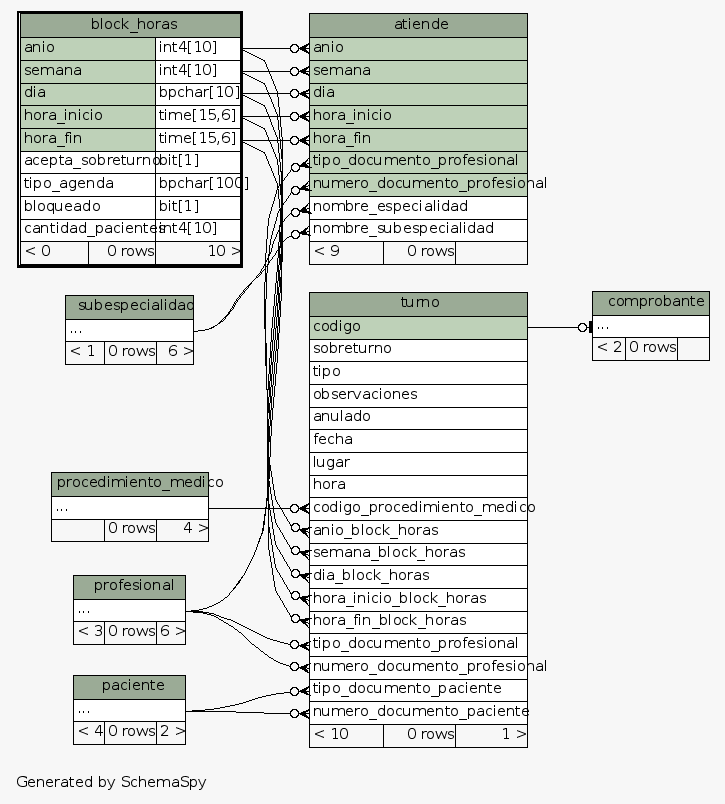 block_horas
anio int4[10]
semana int4[10]
dia bpchar[10]
hora_inicio time[15,6]
hora_fin time[15,6]
acepta_sobreturno bit[1]
tipo_agenda bpchar[100]
bloqueado bit[1]
cantidad_pacientes int4[10]
< 0 0 rows 10 >
atiende
anio
semana
dia
hora_inicio
hora_fin
tipo_documento_profesional
numero_documento_profesional
nombre_especialidad
nombre_subespecialidad
< 9 0 rows
subespecialidad
...
< 1 0 rows 6 >
turno
codigo
sobreturno
tipo
observaciones
anulado
fecha
lugar
hora
codigo_procedimiento_medico
anio_block_horas
semana_block_horas
dia_block_horas
hora_inicio_block_horas
hora_fin_block_horas
tipo_documento_profesional
numero_documento_profesional
tipo_documento_paciente
numero_documento_paciente
< 10 0 rows 1 >
comprobante
...
< 2 0 rows
procedimiento_medico
...
0 rows 4 >
profesional
...
< 3 0 rows 6 >
paciente
...
< 4 0 rows 2 >
Generated by SchemaSpy